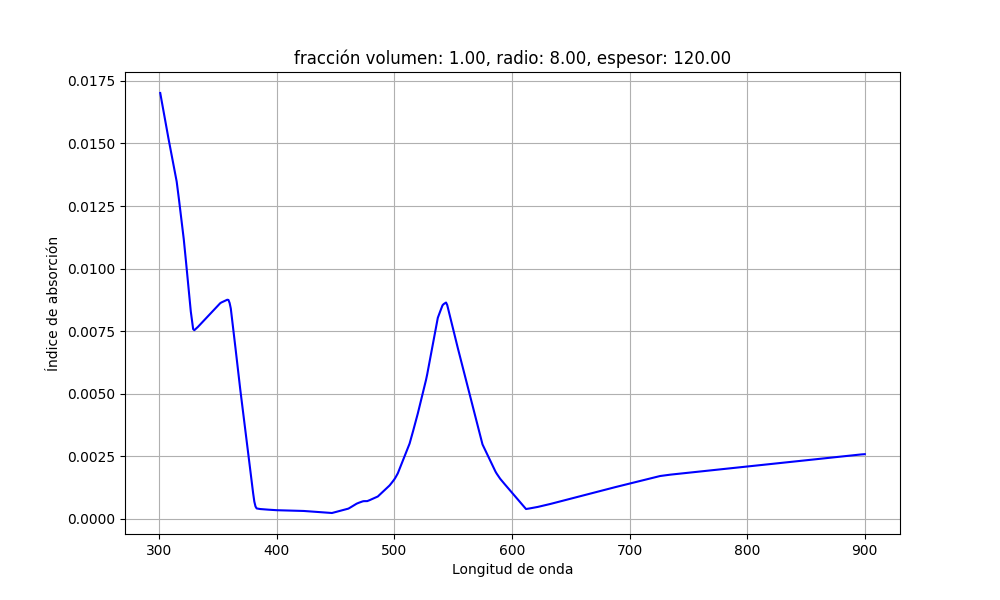 fracción volumen: 1.00, radio: 8.00, espesor: 120.00
0.0175
0.0150
0.0125
0.0100
0.0075
0.0050
0.0025
0.0000
Índice de absorción
300 400 500 600 700 800 900
Longitud de onda